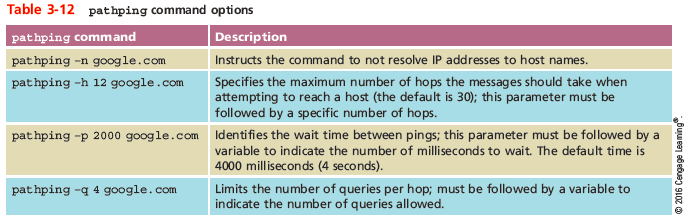 Table 3-12 pathping command options
pathping command Description
pathping –n google.com Instructs the command to not resolve IP addresses to host names.
pathping –h 12 google.com Specifies the maximum number of hops the messages should take when
attempting to reach a host (the default is 30); this parameter must be
followed by a specific number of hops.
pathping –p 2000 google.com Identifies the wait time between pings; this parameter must be followed by a
variable to indicate the number of milliseconds to wait. The default time is
4000 milliseconds (4 seconds).
pathping –q 4 google.com Limits the number of queries per hop; must be followed by a variable to
indicate the number of queries allowed.
© 2016 Cengage Learning®.